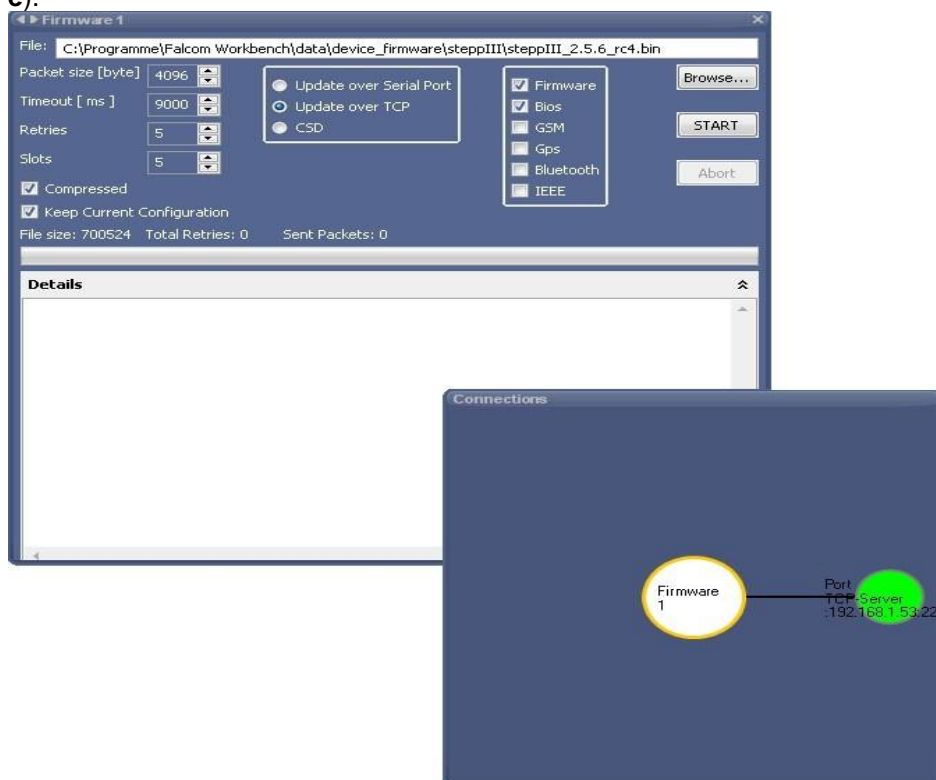 c).
Firmware 1
File: C:\Programme\Falcom Workbench\data\device_firmware\steppIII\steppIII_2.5.6_rc4.bin
Packet size [byte] 4096
Timeout [ ms ] 9000
Retries 5
Slots 5
Compressed
Keep Current Configuration
Update over Serial Port
Update over TCP
CSD
Firmware
Bios
GSM
Gps
Bluetooth
IEEE
Browse...
START
Abort
File size: 700524 Total Retries: 0 Sent Packets: 0
Details
Connections
Firmware
1
Port
TCP-Server
:192.168.1.53:22